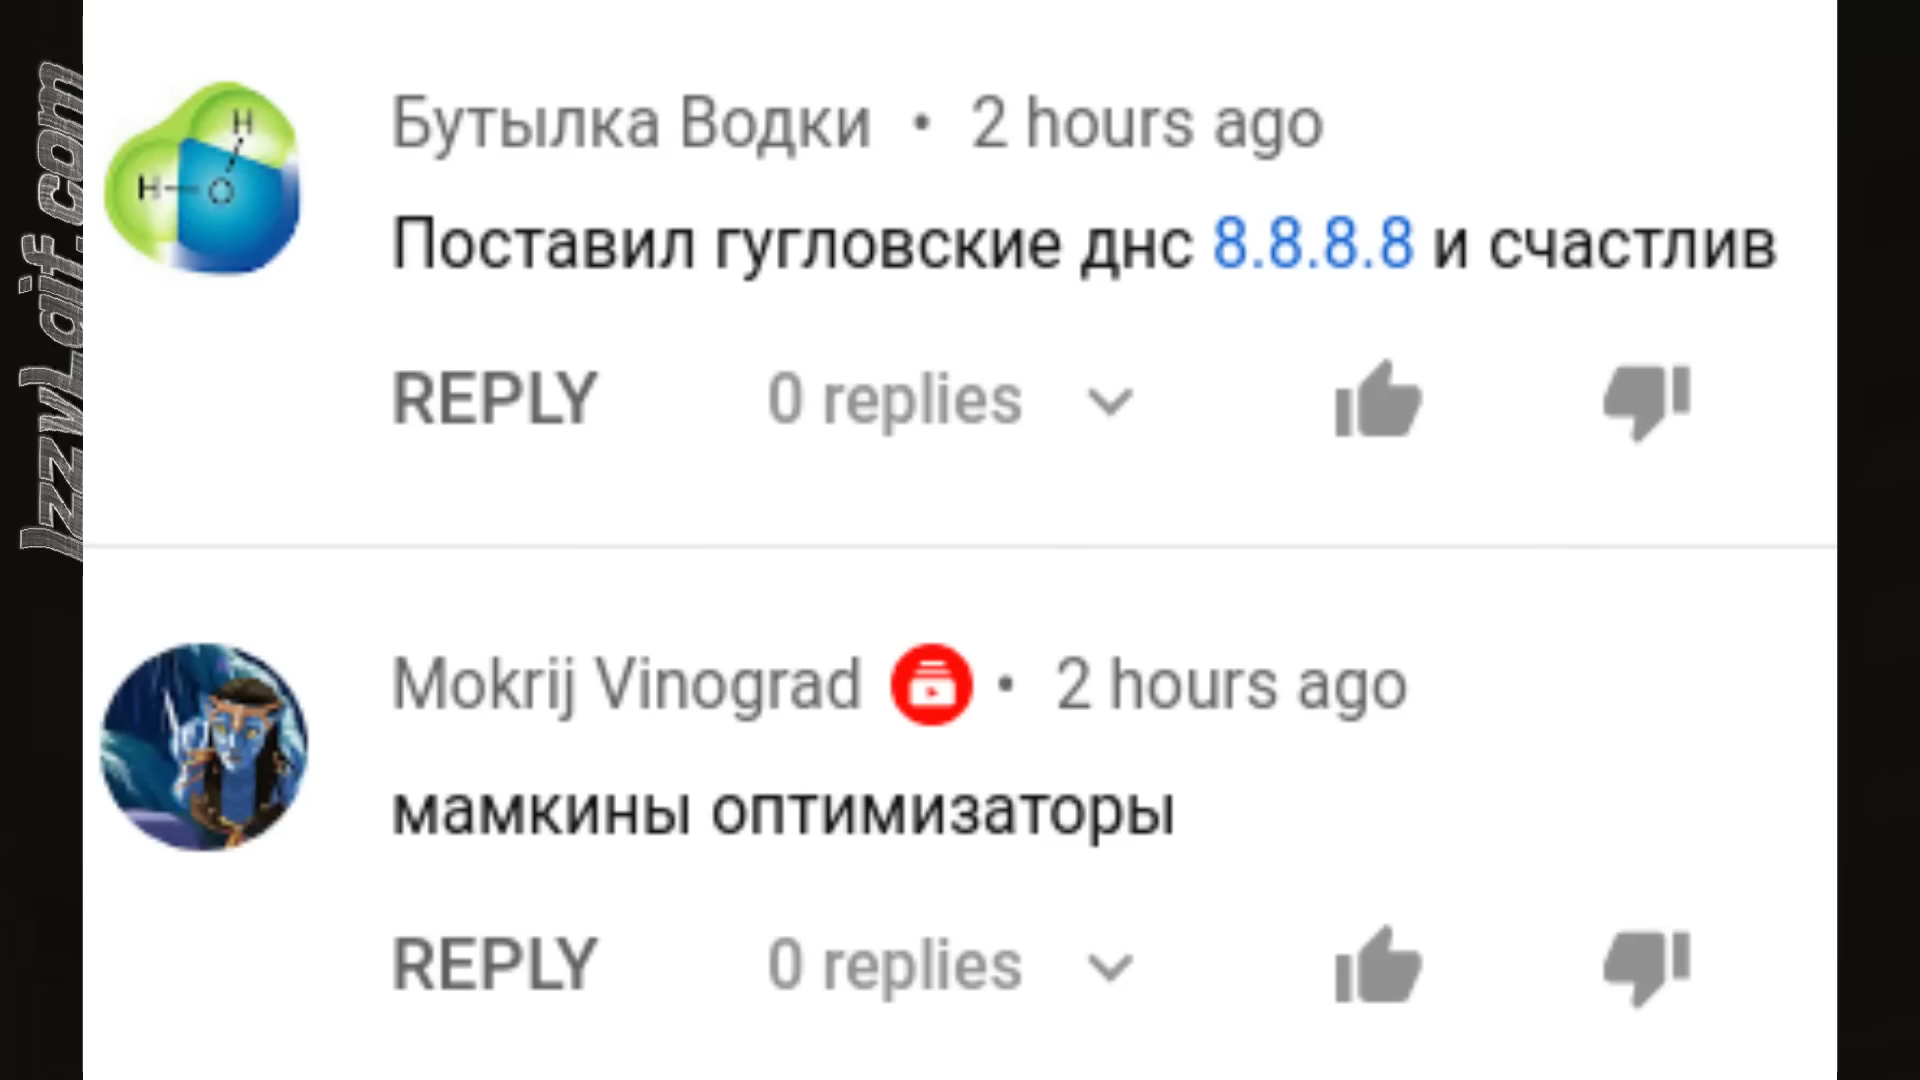 JzzvLgif.com
Бутылка Водки • 2 hours ago
H
H O
Поставил гугловские днс 8.8.8.8 и счастлив
REPLY 0 replies
Mokrij Vinograd • 2 hours ago
мамкины оптимизаторы
REPLY 0 replies